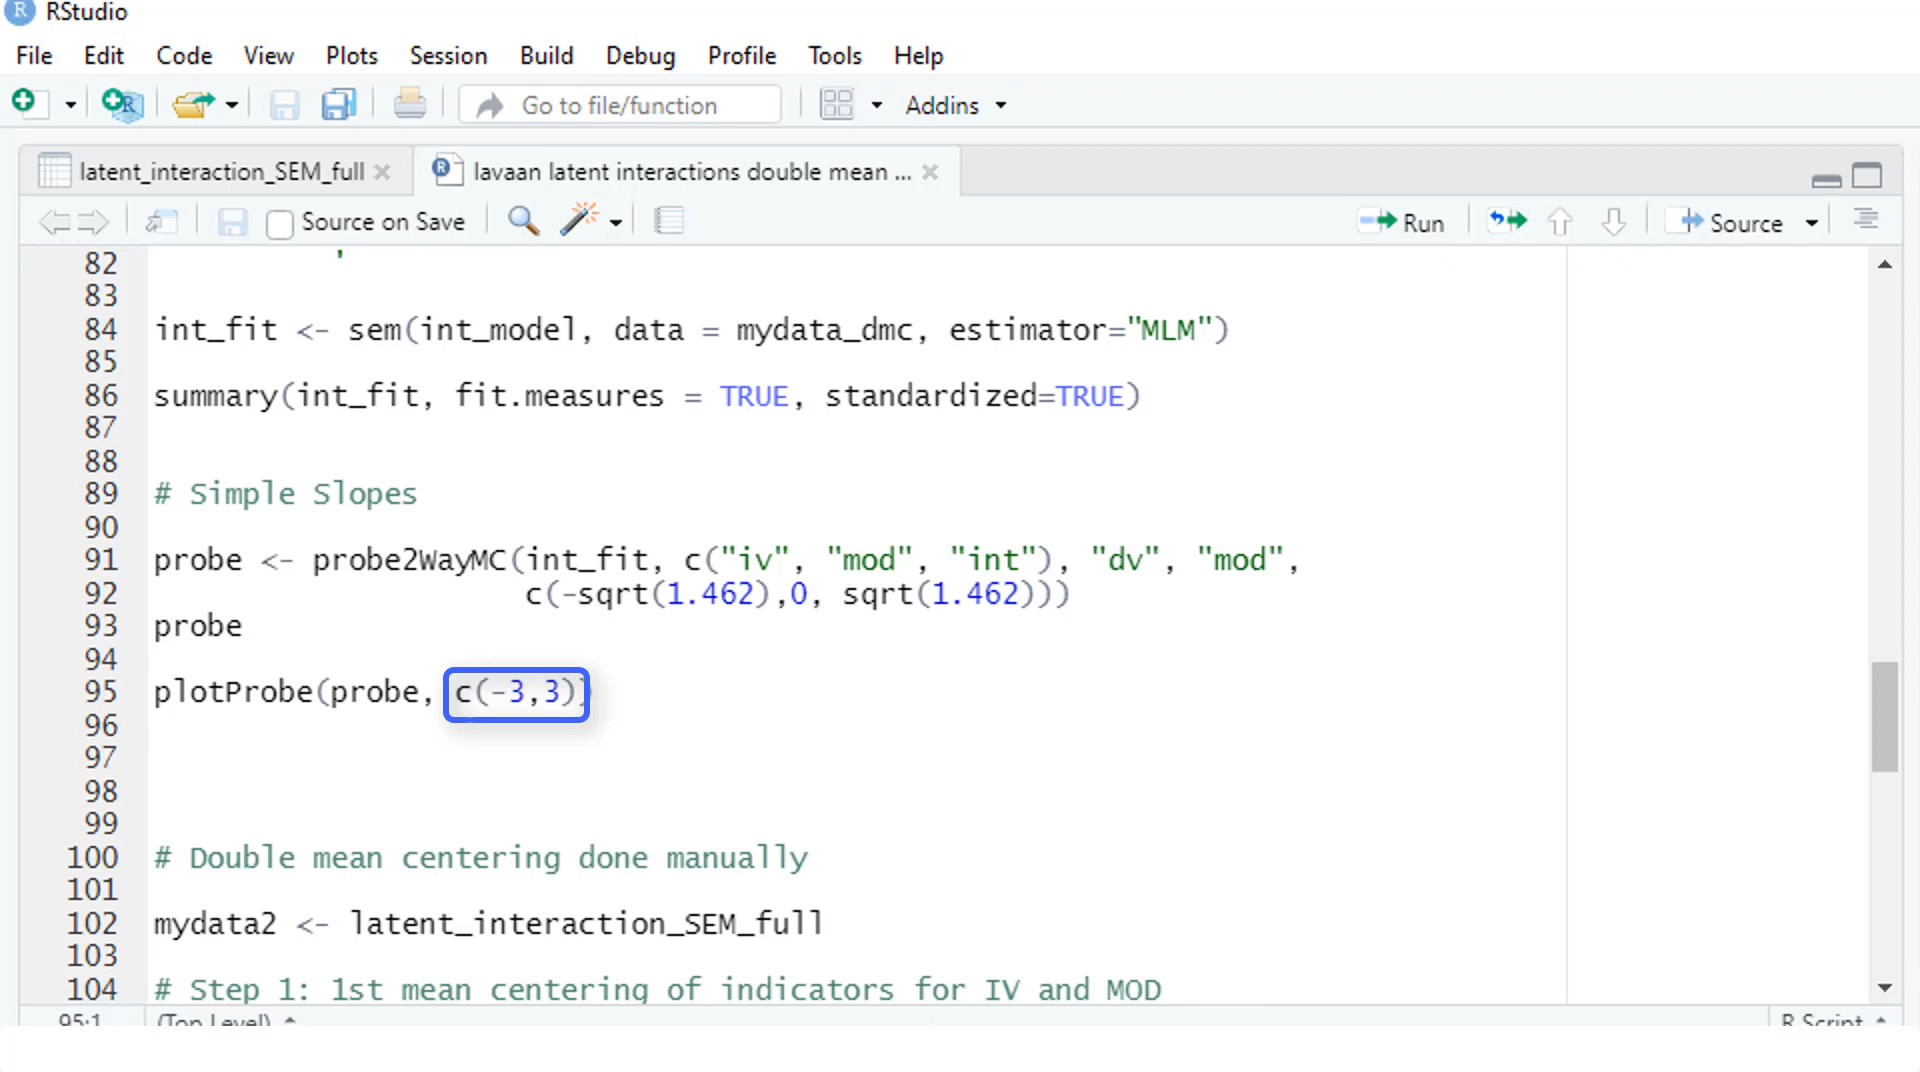 R RStudio
File Edit Code View Plots Session Build Debug Profile Tools Help
R Go to file/function Addins
latent_interaction_SEM_full R lavaan latent interactions double mean ...
Source on Save Run Source
82 '
83
84 int_fit <- sem(int_model, data = mydata_dmc, estimator="MLM")
85
86 summary(int_fit, fit.measures = TRUE, standardized=TRUE)
87
88
89 # Simple Slopes
90
91 probe <- probe2WayMC(int_fit, c("iv", "mod", "int"), "dv", "mod",
92 c(-sqrt(1.462),0, sqrt(1.462)))
93 probe
94
95 plotProbe(probe, c(-3,3))
96
97
98
99
100 # Double mean centering done manually
101
102 mydata2 <- latent_interaction_SEM_full
103
104 # Step 1: 1st mean centering of indicators for IV and MOD
95:1 (Top Level) R Script